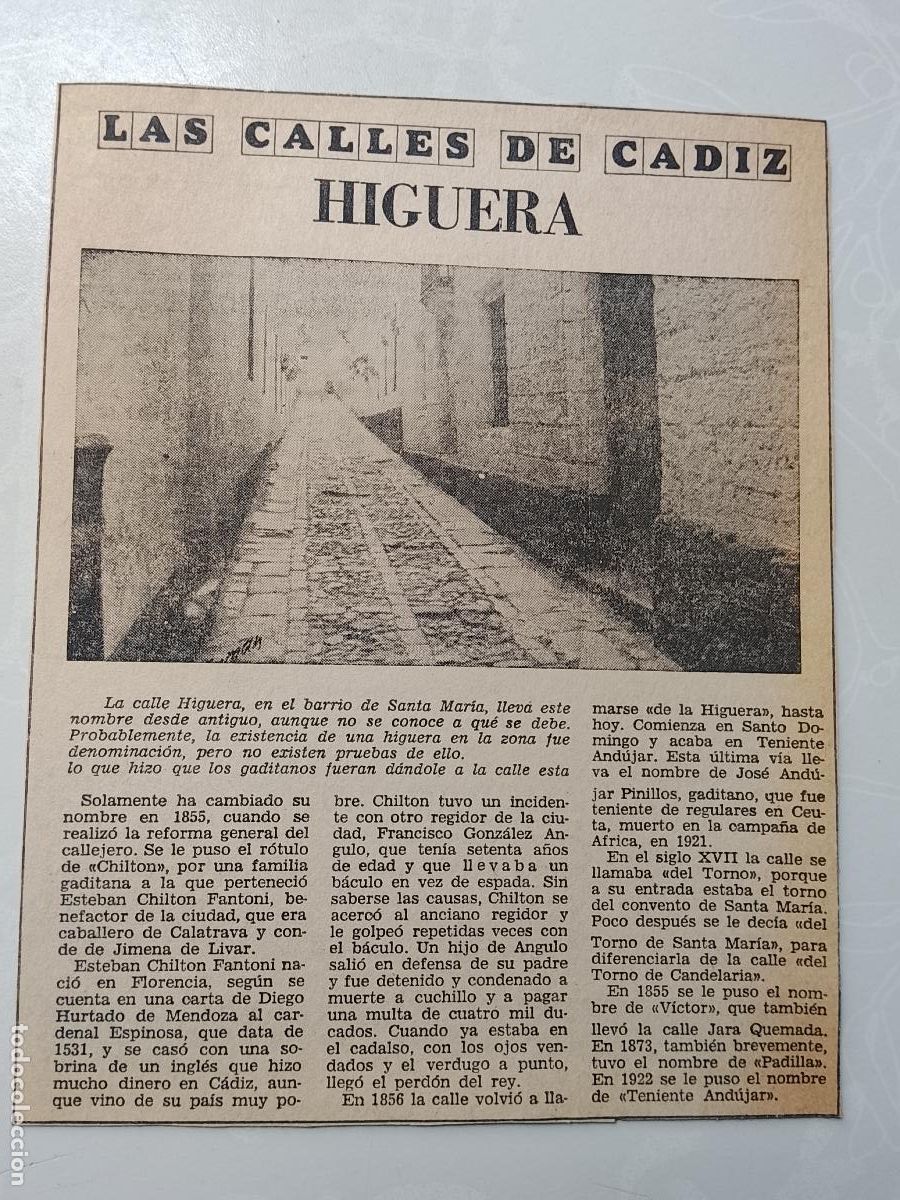 LAS CALLES DE CADIZ
HIGUERA
La calle Higuera, en el barrio de Santa María, lleva este
nombre desde antiguo, aunque no se conoce a qué se debe.
Probablemente, la existencia de una higuera en la zona fue
denominación, pero no existen pruebas de ello.
lo que hizo que los gaditanos fueran dándole a la calle esta
Solamente ha cambiado su
nombre en 1855, cuando se
realizó la reforma general del
callejero. Se le puso el rótulo
de «Chilton», por una familia
gaditana a la que perteneció
Esteban Chilton Fantoni, be-
nefactor de la ciudad, que era
caballero de Calatrava y con-
de de Jimena de Livar.
Esteban Chilton Fantoni na-
ció en Florencia, según se
cuenta en una carta de Diego
Hurtado de Mendoza al car-
denal Espinosa, que data de
1531, y se casó con una so-
brina de un inglés que hizo
mucho dinero en Cádiz, aun-
que vino de su país muy po-
bre. Chilton tuvo un inciden-
te con otro regidor de la ciu-
dad, Francisco González An-
gulo, que tenía setenta años
de edad y que llevaba un
báculo en vez de espada. Sin
saberse las causas, Chilton se
acercó al anciano regidor y
le golpeó repetidas veces con
el báculo. Un hijo de Angulo
salió en defensa de su padre
y fue detenido y condenado a
muerte a cuchillo y a pagar
una multa de cuatro mil du-
cados. Cuando ya estaba en
el cadalso, con los ojos ven-
dados y el verdugo a punto,
llegó el perdón del rey.
En 1856 la calle volvió a lla-
marse «de la Higuera», hasta
hoy. Comienza en Santo Do-
mingo y acaba en Teniente
Andújar. Esta última vía lle-
va el nombre de José Andú-
jar Pinillos, gaditano, que fue
teniente de regulares en Ceu-
ta, muerto en la campaña de
Africa, en 1921.
En el siglo XVII la calle se
llamaba «del Torno», porque
a su entrada estaba el torno
del convento de Santa María.
Poco después se le decía «del
Torno de Santa María», para
diferenciarla de la calle «del
Torno de Candelaria».
En 1855 se le puso el nom-
bre de «Víctor», que también
llevó la calle Jara Quemada.
En 1873, también brevemente,
tuvo el nombre de «Padilla».
En 1922 se le puso el nombre
de «Teniente Andújar».
todocoleccion